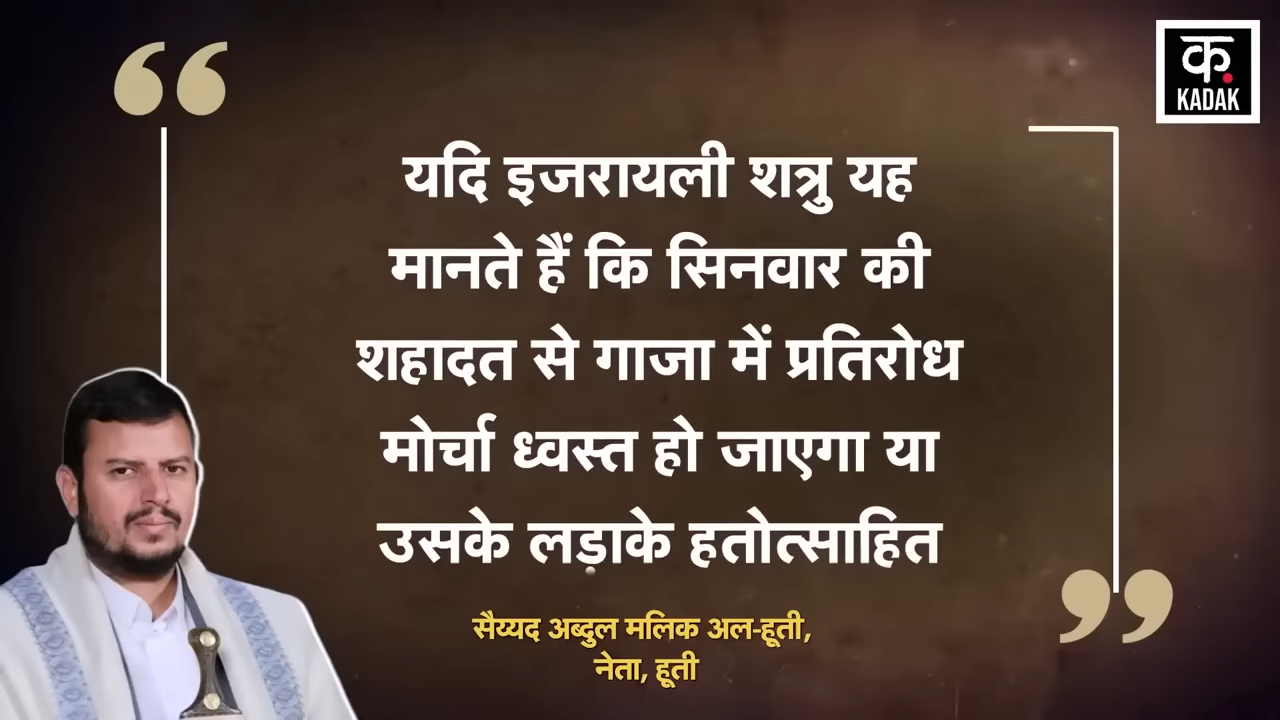 क
KADAK
यदि इजरायली शत्रु यह
मानते हैं कि सिनवार की
शहादत से गाजा में प्रतिरोध
मोर्चा ध्वस्त हो जाएगा या
उसके लड़ाके हतोत्साहित
सैय्यद अब्दुल मलिक अल-हूती,
नेता, हूती